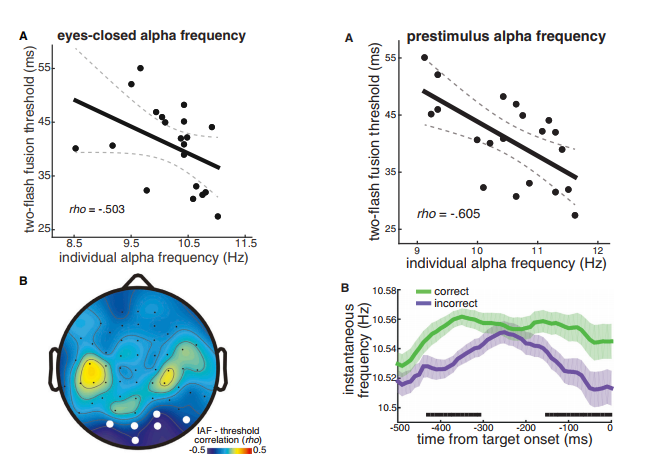 A eyes-closed alpha frequency
two-flash fusion threshold (ms)
55
45
35
25
rho = -.503
8.5 9.5 10.5 11.5
individual alpha frequency (Hz)
A prestimulus alpha frequency
two-flash fusion threshold (ms)
55
45
35
25
rho = -.605
9 10 11 12
individual alpha frequency (Hz)
B
IAF - threshold
correlation (rho)
-0.5 0.5
B
instantaneous
frequency (Hz)
10.58
10.56
10.54
10.52
10.5
correct
incorrect
-500 -400 -300 -200 -100 0
time from target onset (ms)